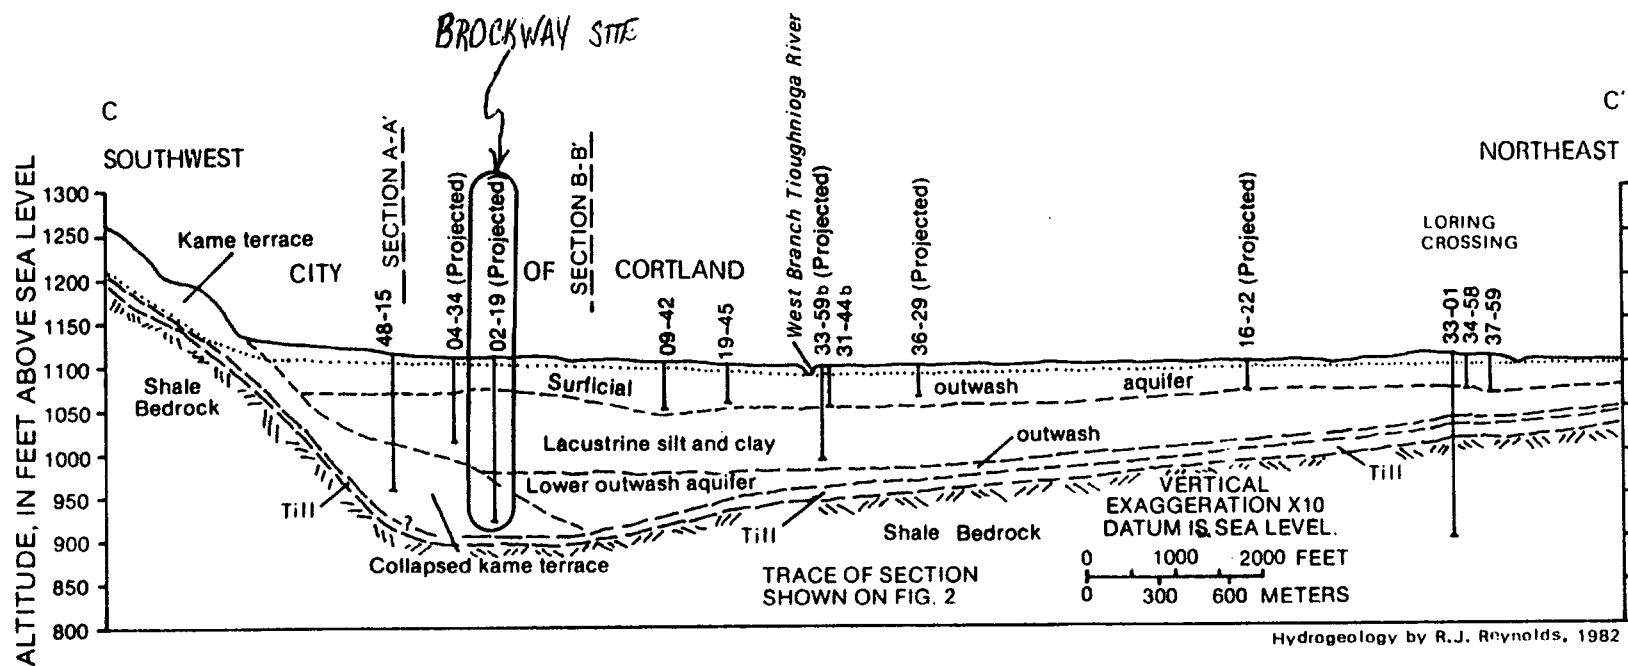 BROCKWAY SITE
C
C'
SOUTHWEST
NORTHEAST
ALTITUDE, IN FEET ABOVE SEA LEVEL
1300
1250
1200
1150
1100
1050
1000
950
900
850
800
Kame terrace
CITY OF CORTLAND
48-15
SECTION A-A'
04-34 (Projected)
02-19 (Projected)
SECTION B-B'
09-42
19-45
West Branch Tioughnioga River
33-59b (Projected)
31-44b
36-29 (Projected)
16-22 (Projected)
LORING
CROSSING
33-01
34-58
37-59
Surficial outwash aquifer
Shale
Bedrock
Lacustrine silt and clay
outwash
Lower outwash aquifer
Till
?
Till
Till
Shale Bedrock
Collapsed kame terrace
VERTICAL
EXAGGERATION X10
DATUM IS SEA LEVEL.
TRACE OF SECTION
SHOWN ON FIG. 2
0 1000 2000 FEET
0 300 600 METERS
Hydrogeology by R.J. Reynolds, 1982